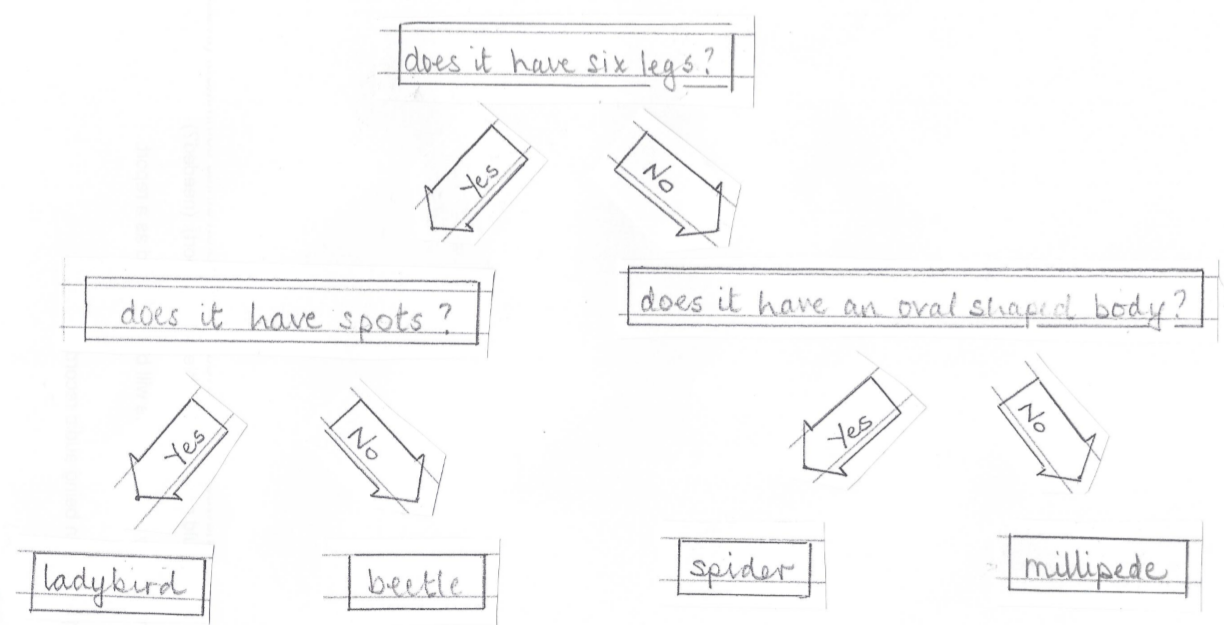 does it have six legs?
Yes
No
does it have spots?
does it have an oral shaped body?
Yes
No
Yes
No
ladybird
beetle
spider
millipede